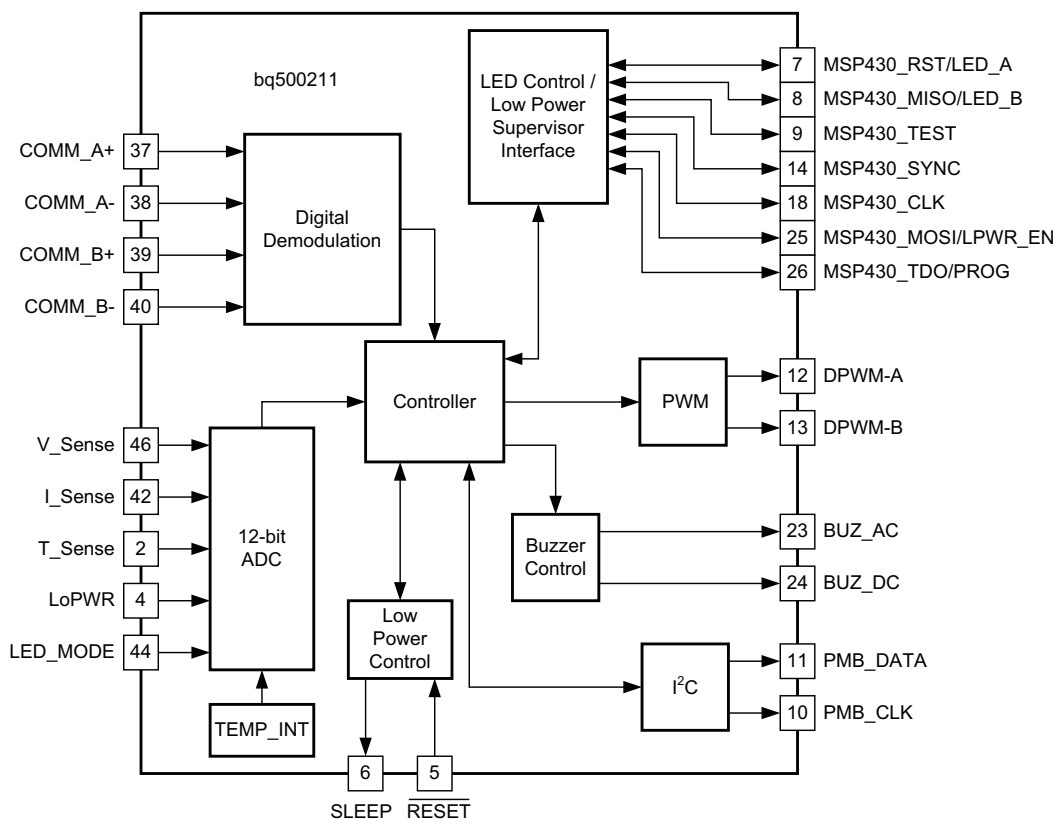 bq500211
LED Control /
Low Power
Supervisor
Interface
7 MSP430_RST/LED_A
8 MSP430_MISO/LED_B
9 MSP430_TEST
14 MSP430_SYNC
18 MSP430_CLK
25 MSP430_MOSI/LPWR_EN
26 MSP430_TDO/PROG
COMM_A+ 37
COMM_A- 38
COMM_B+ 39
COMM_B- 40
Digital
Demodulation
Controller
PWM
12 DPWM-A
13 DPWM-B
V_Sense 46
I_Sense 42
T_Sense 2
LoPWR 4
LED_MODE 44
12-bit
ADC
Buzzer
Control
23 BUZ_AC
24 BUZ_DC
Low
Power
Control
I²C
11 PMB_DATA
10 PMB_CLK
TEMP_INT
6 5
SLEEP RESET